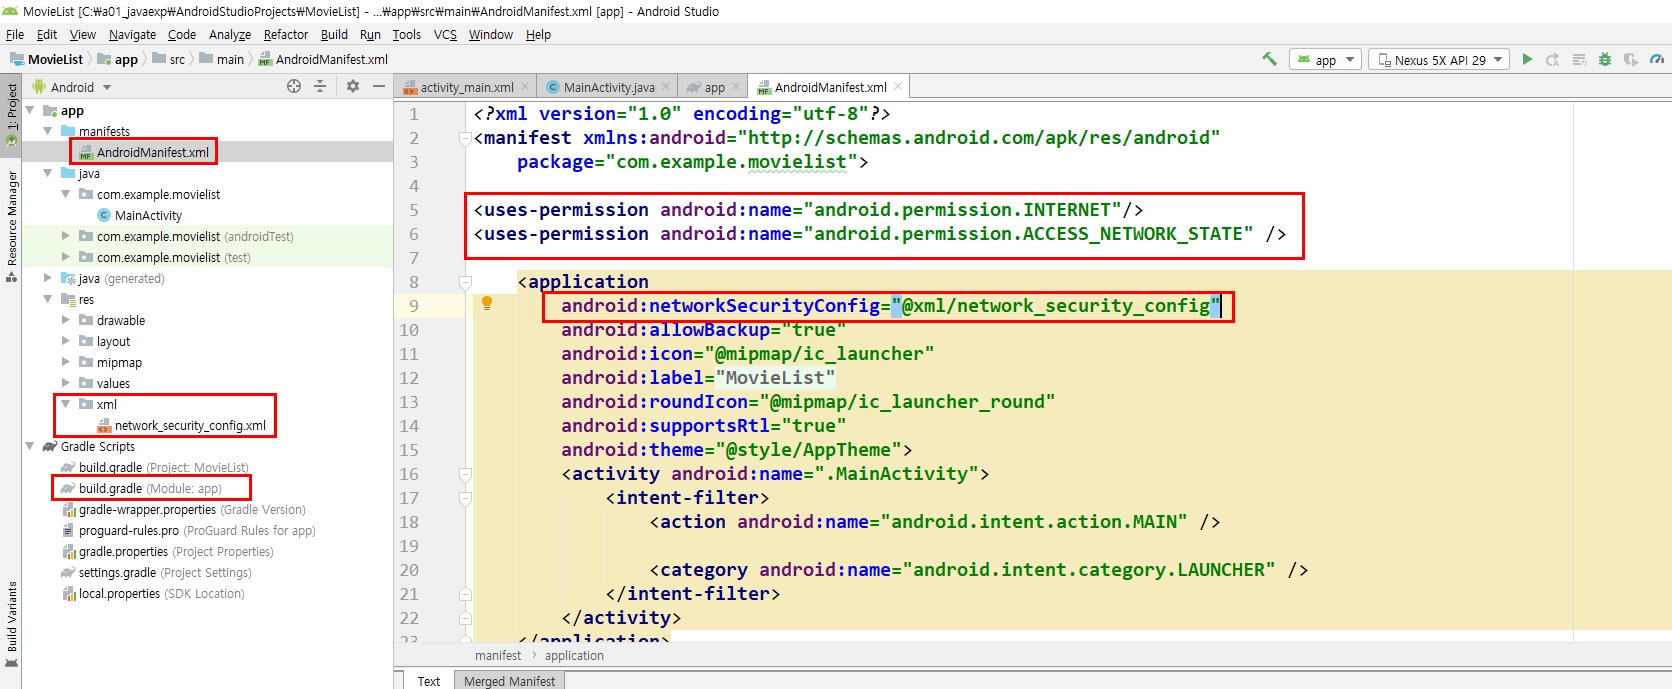 MovieList [C:₩a01_javaexp₩AndroidStudioProjects₩MovieList] - ...₩app₩src₩main₩AndroidManifest.xml [app] - Android Studio
File Edit View Navigate Code Analyze Refactor Build Run Tools VCS Window Help
MovieList app src main AndroidManifest.xml app Nexus 5X API 29
1: Project
Resource Manager
Build Variants
Android
app
manifests
AndroidManifest.xml
java
com.example.movielist
MainActivity
com.example.movielist (androidTest)
com.example.movielist (test)
java (generated)
res
drawable
layout
mipmap
values
xml
network_security_config.xml
Gradle Scripts
build.gradle (Project: MovieList)
build.gradle (Module: app)
gradle-wrapper.properties (Gradle Version)
proguard-rules.pro (ProGuard Rules for app)
gradle.properties (Project Properties)
settings.gradle (Project Settings)
local.properties (SDK Location)
activity_main.xml MainActivity.java app AndroidManifest.xml
1 <?xml version="1.0" encoding="utf-8"?>
2 <manifest xmlns:android="http://schemas.android.com/apk/res/android"
3 package="com.example.movielist">
4
5 <uses-permission android:name="android.permission.INTERNET"/>
6 <uses-permission android:name="android.permission.ACCESS_NETWORK_STATE" />
7
8 <application
9 android:networkSecurityConfig="@xml/network_security_config"
10 android:allowBackup="true"
11 android:icon="@mipmap/ic_launcher"
12 android:label="MovieList"
13 android:roundIcon="@mipmap/ic_launcher_round"
14 android:supportsRtl="true"
15 android:theme="@style/AppTheme">
16 <activity android:name=".MainActivity">
17 <intent-filter>
18 <action android:name="android.intent.action.MAIN" />
19
20 <category android:name="android.intent.category.LAUNCHER" />
21 </intent-filter>
22 </activity>
23 </application>
manifest application
Text Merged Manifest